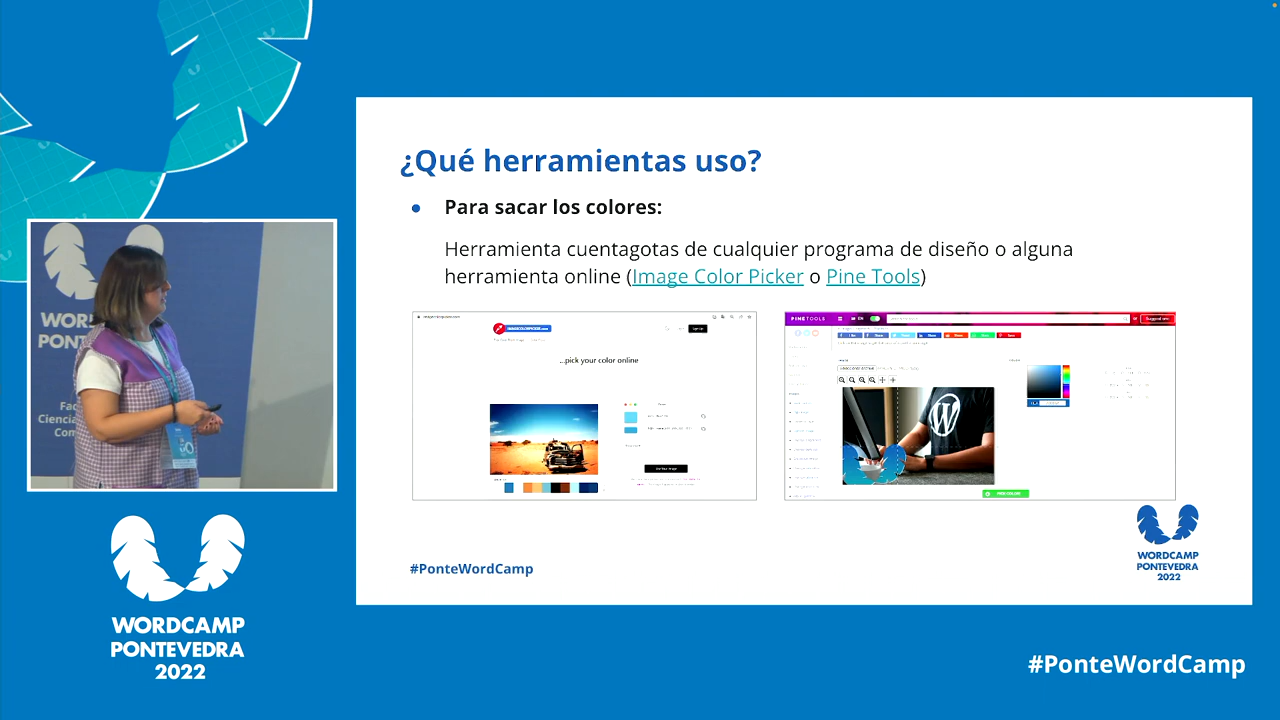 ¿Qué herramientas uso?
Para sacar los colores:
Herramienta cuentagotas de cualquier programa de diseño o alguna
herramienta online (Image Color Picker o Pine Tools)
...pick your color online
PINETOOLS
EN
#PonteWordCamp
WORDCAMP
PONTEVEDRA
2022
WORDCAMP
PONTEVEDRA
2022
#PonteWordCamp